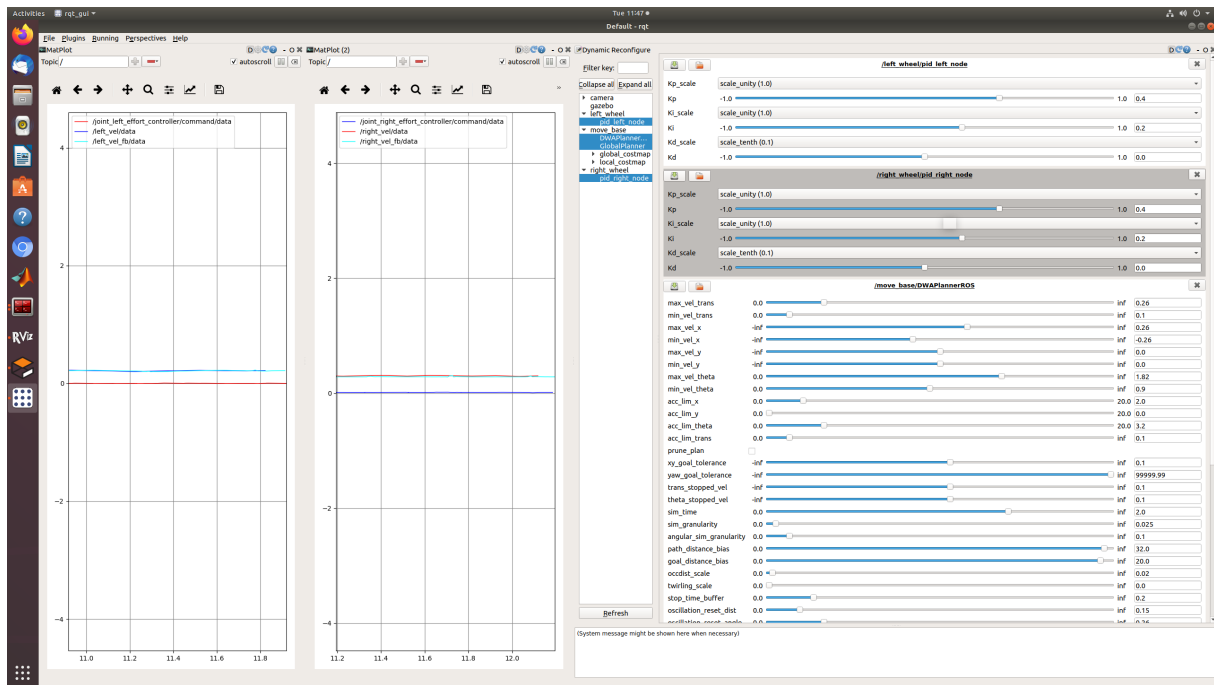 Activities rqt_gui Tue 11:47
Default - rqt
File Plugins Running Perspectives Help
MatPlot
Topic /
autoscroll
/joint_left_effort_controller/command/data
/left_vel/data
/left_vel_fb/data
4
2
0
−2
−4
11.0 11.2 11.4 11.6 11.8
MatPlot (2)
Topic /
autoscroll
/joint_right_effort_controller/command/data
/right_vel/data
/right_vel_fb/data
4
2
0
−2
−4
11.2 11.4 11.6 11.8 12.0
Dynamic Reconfigure
Filter key:
Collapse all Expand all
camera
gazebo
left_wheel
pid_left_node
move_base
DWAPlanner...
GlobalPlanner
global_costmap
local_costmap
right_wheel
pid_right_node
Refresh
/left_wheel/pid_left_node
Kp_scale scale_unity (1.0)
Kp -1.0 1.0 0.4
Ki_scale scale_unity (1.0)
Ki -1.0 1.0 0.2
Kd_scale scale_tenth (0.1)
Kd -1.0 1.0 0.0
/right_wheel/pid_right_node
Kp_scale scale_unity (1.0)
Kp -1.0 1.0 0.4
Ki_scale scale_unity (1.0)
Ki -1.0 1.0 0.2
Kd_scale scale_tenth (0.1)
Kd -1.0 1.0 0.0
/move_base/DWAPlannerROS
max_vel_trans 0.0 inf 0.26
min_vel_trans 0.0 inf 0.1
max_vel_x -inf inf 0.26
min_vel_x -inf inf -0.26
max_vel_y -inf inf 0.0
min_vel_y -inf inf 0.0
max_vel_theta 0.0 inf 1.82
min_vel_theta 0.0 inf 0.9
acc_lim_x 0.0 20.0 2.0
acc_lim_y 0.0 20.0 0.0
acc_lim_theta 0.0 20.0 3.2
acc_lim_trans 0.0 inf 0.1
prune_plan
xy_goal_tolerance -inf inf 0.1
yaw_goal_tolerance -inf inf 99999.99
trans_stopped_vel -inf inf 0.1
theta_stopped_vel -inf inf 0.1
sim_time 0.0 inf 2.0
sim_granularity 0.0 inf 0.025
angular_sim_granularity 0.0 inf 0.1
path_distance_bias 0.0 inf 32.0
goal_distance_bias 0.0 inf 20.0
occdist_scale 0.0 inf 0.02
twirling_scale 0.0 inf 0.0
stop_time_buffer 0.0 inf 0.2
oscillation_reset_dist 0.0 inf 0.15
(System message might be shown here when necessary)
RViz